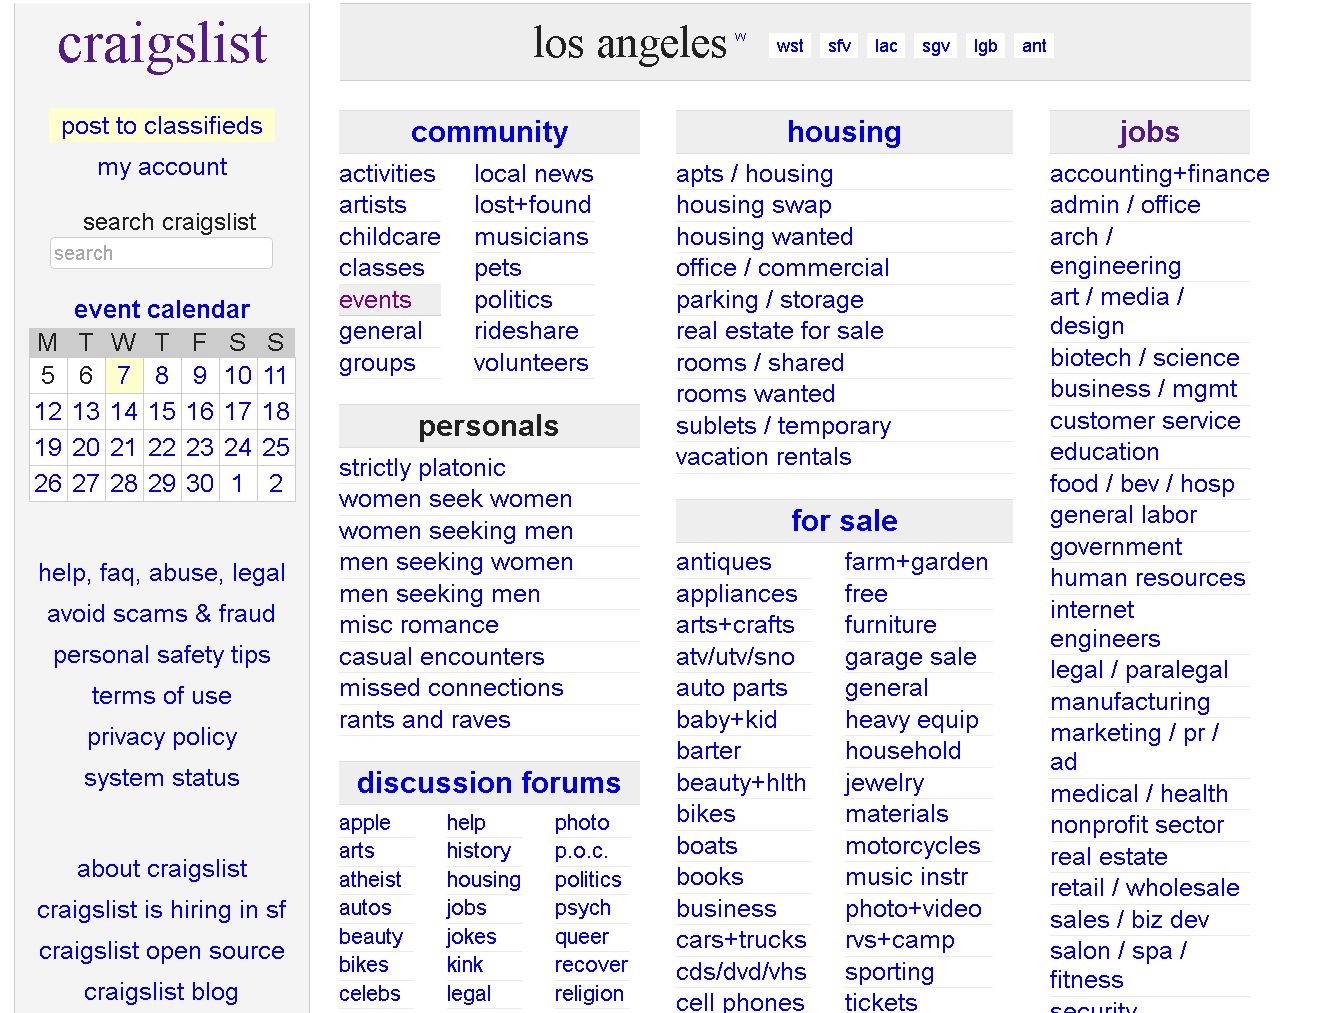 craigslist
post to classifieds
my account
search craigslist
search
event calendar
M T W T F S S
5 6 7 8 9 10 11
12 13 14 15 16 17 18
19 20 21 22 23 24 25
26 27 28 29 30 1 2
help, faq, abuse, legal
avoid scams & fraud
personal safety tips
terms of use
privacy policy
system status
about craigslist
craigslist is hiring in sf
craigslist open source
craigslist blog
los angeles w wst sfv lac sgv lgb ant
community
activities
artists
childcare
classes
events
general
groups
local news
lost+found
musicians
pets
politics
rideshare
volunteers
personals
strictly platonic
women seek women
women seeking men
men seeking women
men seeking men
misc romance
casual encounters
missed connections
rants and raves
discussion forums
apple
arts
atheist
autos
beauty
bikes
celebs
help
history
housing
jobs
jokes
kink
legal
photo
p.o.c.
politics
psych
queer
recover
religion
housing
apts / housing
housing swap
housing wanted
office / commercial
parking / storage
real estate for sale
rooms / shared
rooms wanted
sublets / temporary
vacation rentals
for sale
antiques
appliances
arts+crafts
atv/utv/sno
auto parts
baby+kid
barter
beauty+hlth
bikes
boats
books
business
cars+trucks
cds/dvd/vhs
cell phones
farm+garden
free
furniture
garage sale
general
heavy equip
household
jewelry
materials
motorcycles
music instr
photo+video
rvs+camp
sporting
tickets
jobs
accounting+finance
admin / office
arch /
engineering
art / media /
design
biotech / science
business / mgmt
customer service
education
food / bev / hosp
general labor
government
human resources
internet
engineers
legal / paralegal
manufacturing
marketing / pr /
ad
medical / health
nonprofit sector
real estate
retail / wholesale
sales / biz dev
salon / spa /
fitness
security